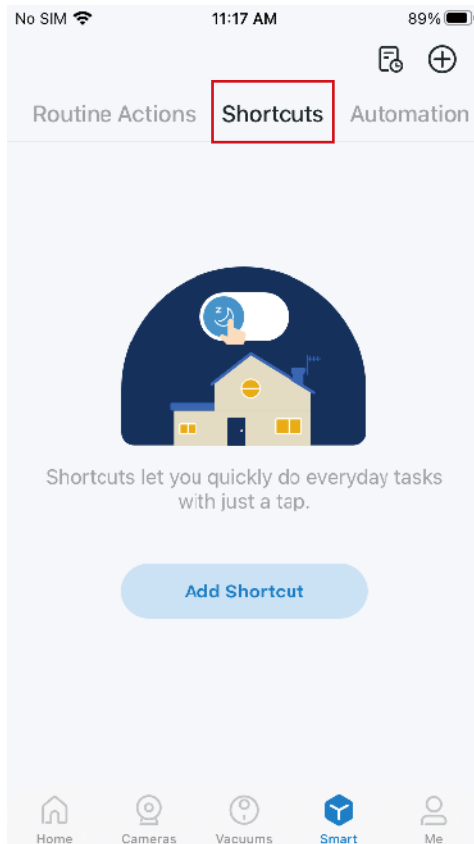 No SIM 11:17 AM 89%
Routine Actions Shortcuts Automation
z
Shortcuts let you quickly do everyday tasks
with just a tap.
Add Shortcut
Home Cameras Vacuums Smart Me